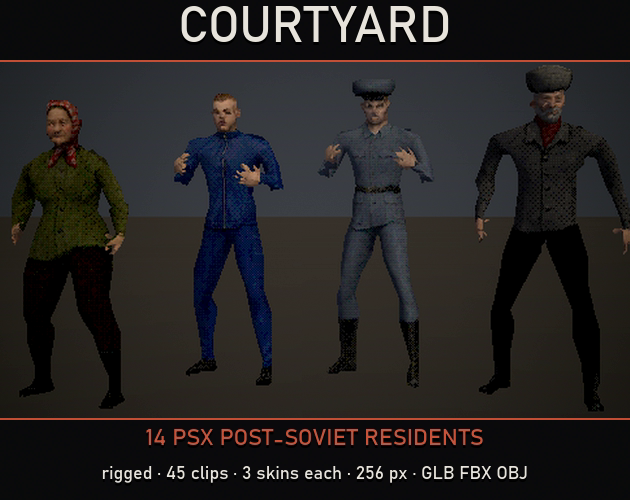 COURTYARD
14 PSX POST-SOVIET RESIDENTS
rigged · 45 clips · 3 skins each · 256 px · GLB FBX OBJ